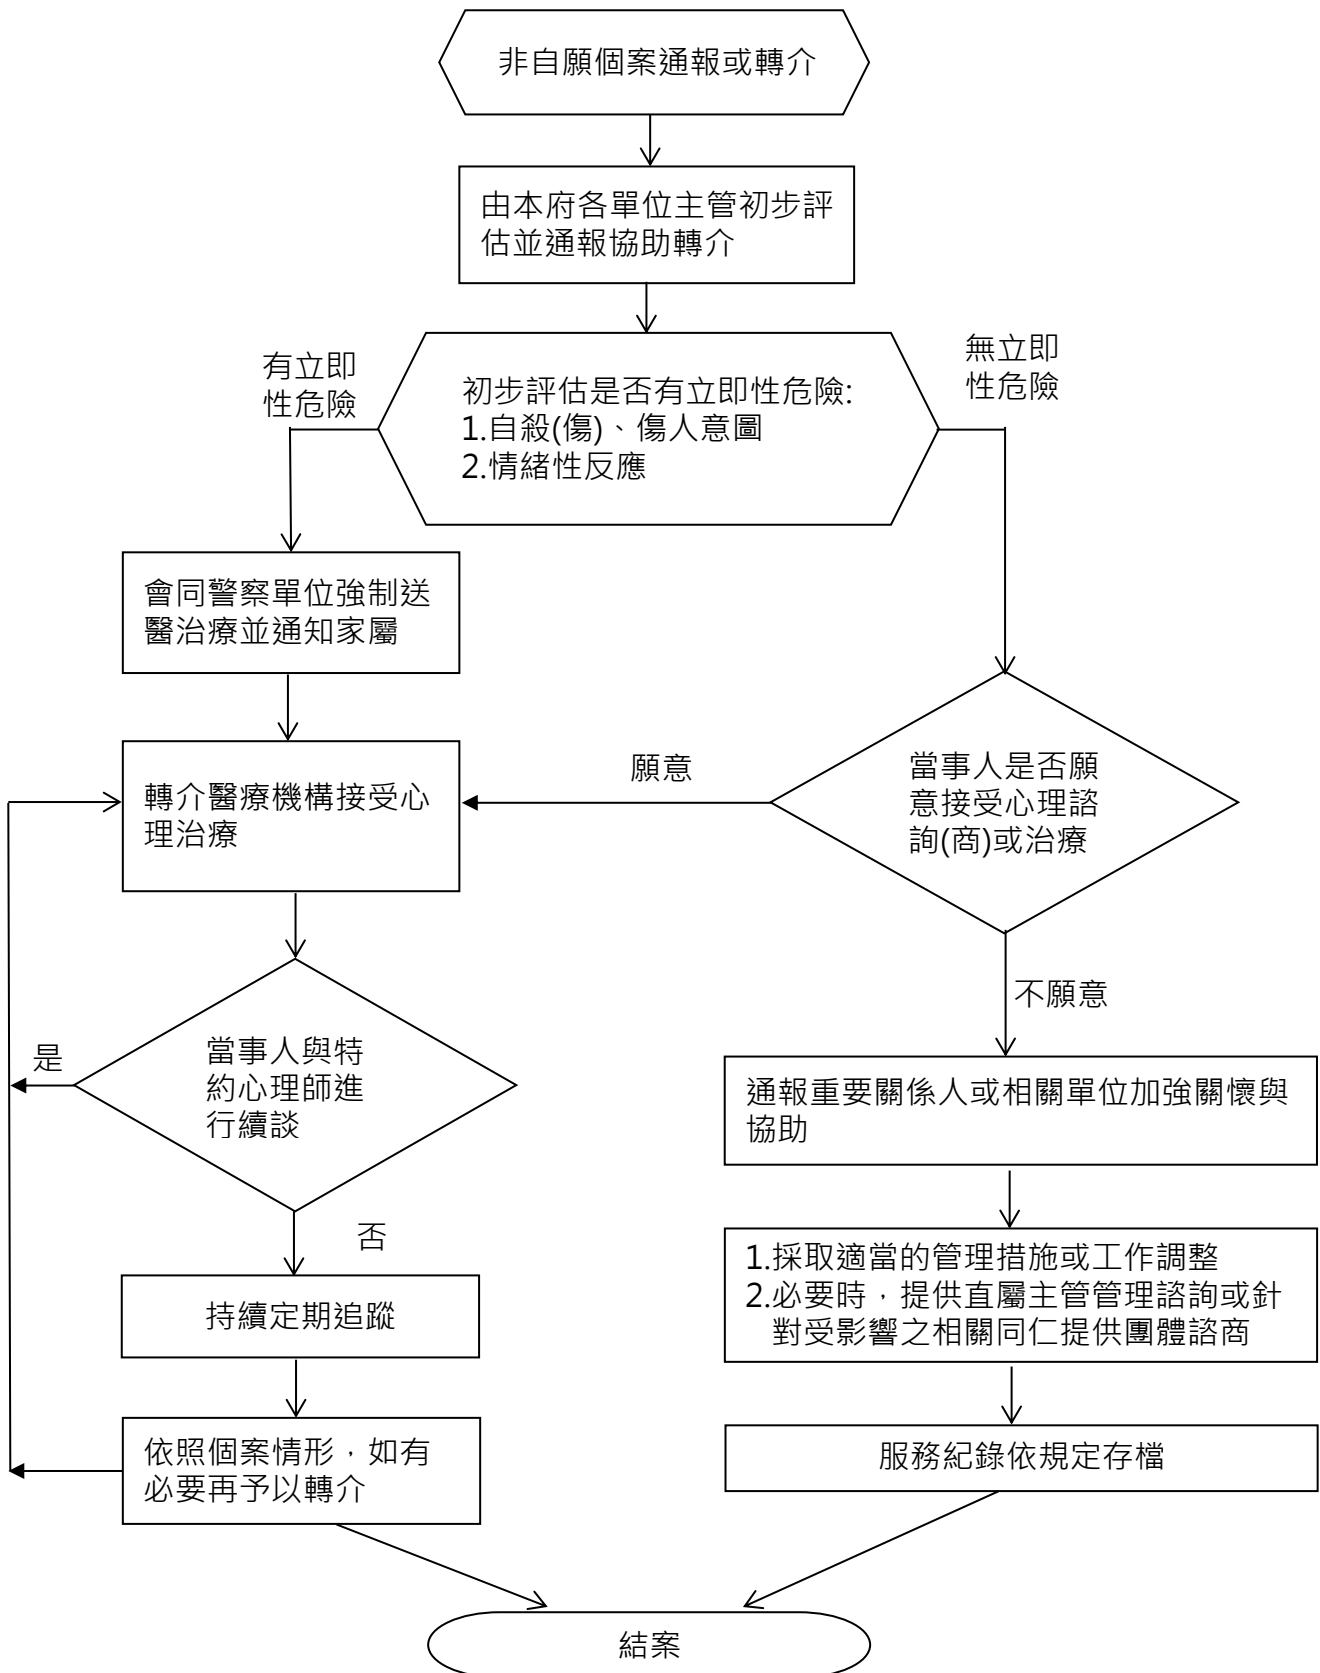 非自願個案通報或轉介
由本府各單位主管初步評
估並通報協助轉介
有立即
性危險
無立即
性危險
初步評估是否有立即性危險:
1.自殺(傷)、傷人意圖
2.情緒性反應
會同警察單位強制送
醫治療並通知家屬
轉介醫療機構接受心
理治療
願意
當事人是否願
意接受心理諮
詢(商)或治療
不願意
是
當事人與特
約心理師進
行續談
通報重要關係人或相關單位加強關懷與
協助
否
1.採取適當的管理措施或工作調整
2.必要時，提供直屬主管管理諮詢或針
對受影響之相關同仁提供團體諮商
持續定期追蹤
依照個案情形，如有
必要再予以轉介
服務紀錄依規定存檔
結案